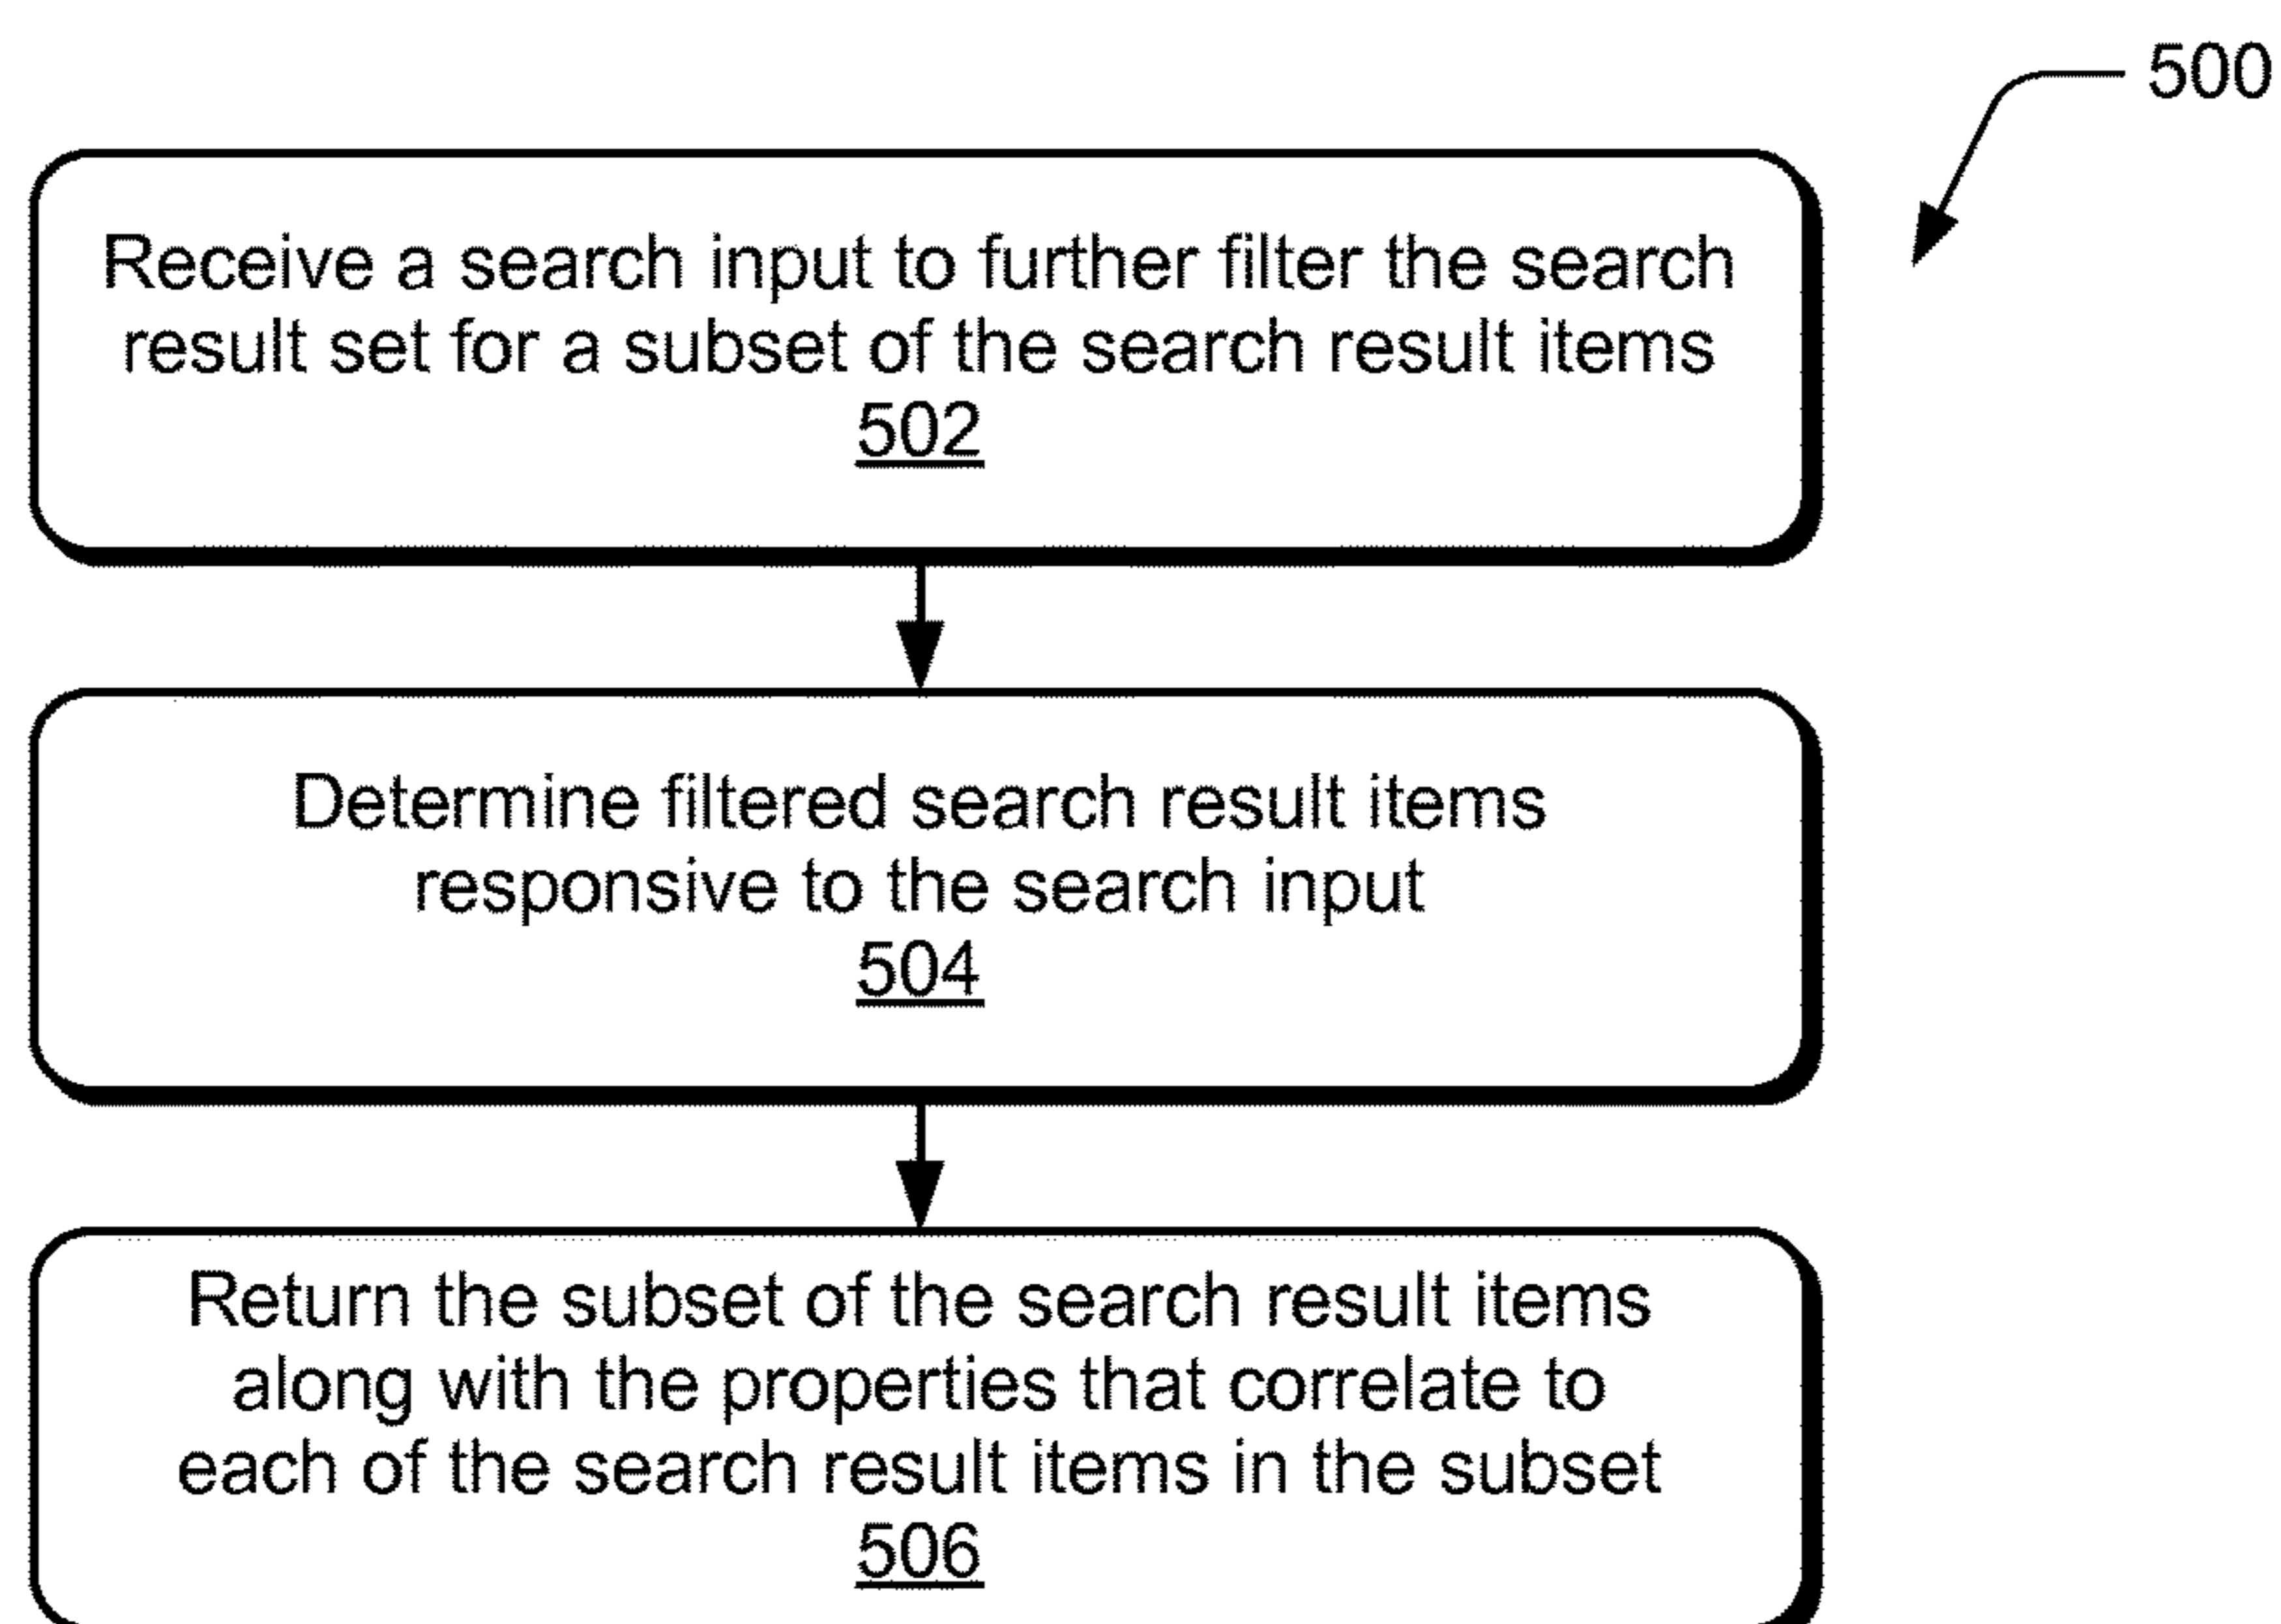 500
Receive a search input to further filter the search
result set for a subset of the search result items
502
Determine filtered search result items
responsive to the search input
504
Return the subset of the search result items
along with the properties that correlate to
each of the search result items in the subset
506